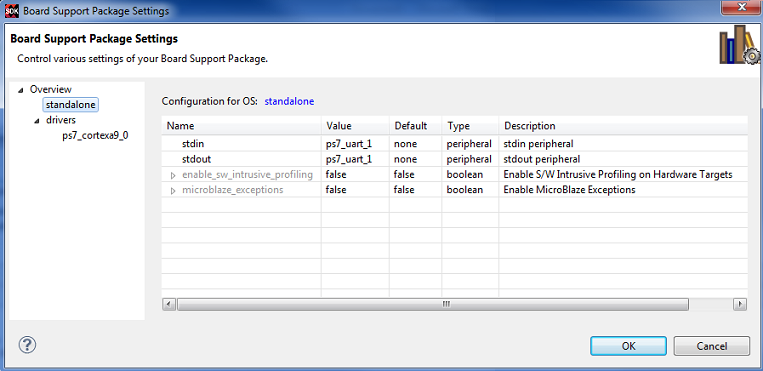 SDK Board Support Package Settings
Board Support Package Settings
Control various settings of your Board Support Package.
Overview
standalone
drivers
ps7_cortexa9_0
Configuration for OS: standalone
Name Value Default Type Description
stdin ps7_uart_1 none peripheral stdin peripheral
stdout ps7_uart_1 none peripheral stdout peripheral
enable_sw_intrusive_profiling false false boolean Enable S/W Intrusive Profiling on Hardware Targets
microblaze_exceptions false false boolean Enable MicroBlaze Exceptions
? OK Cancel